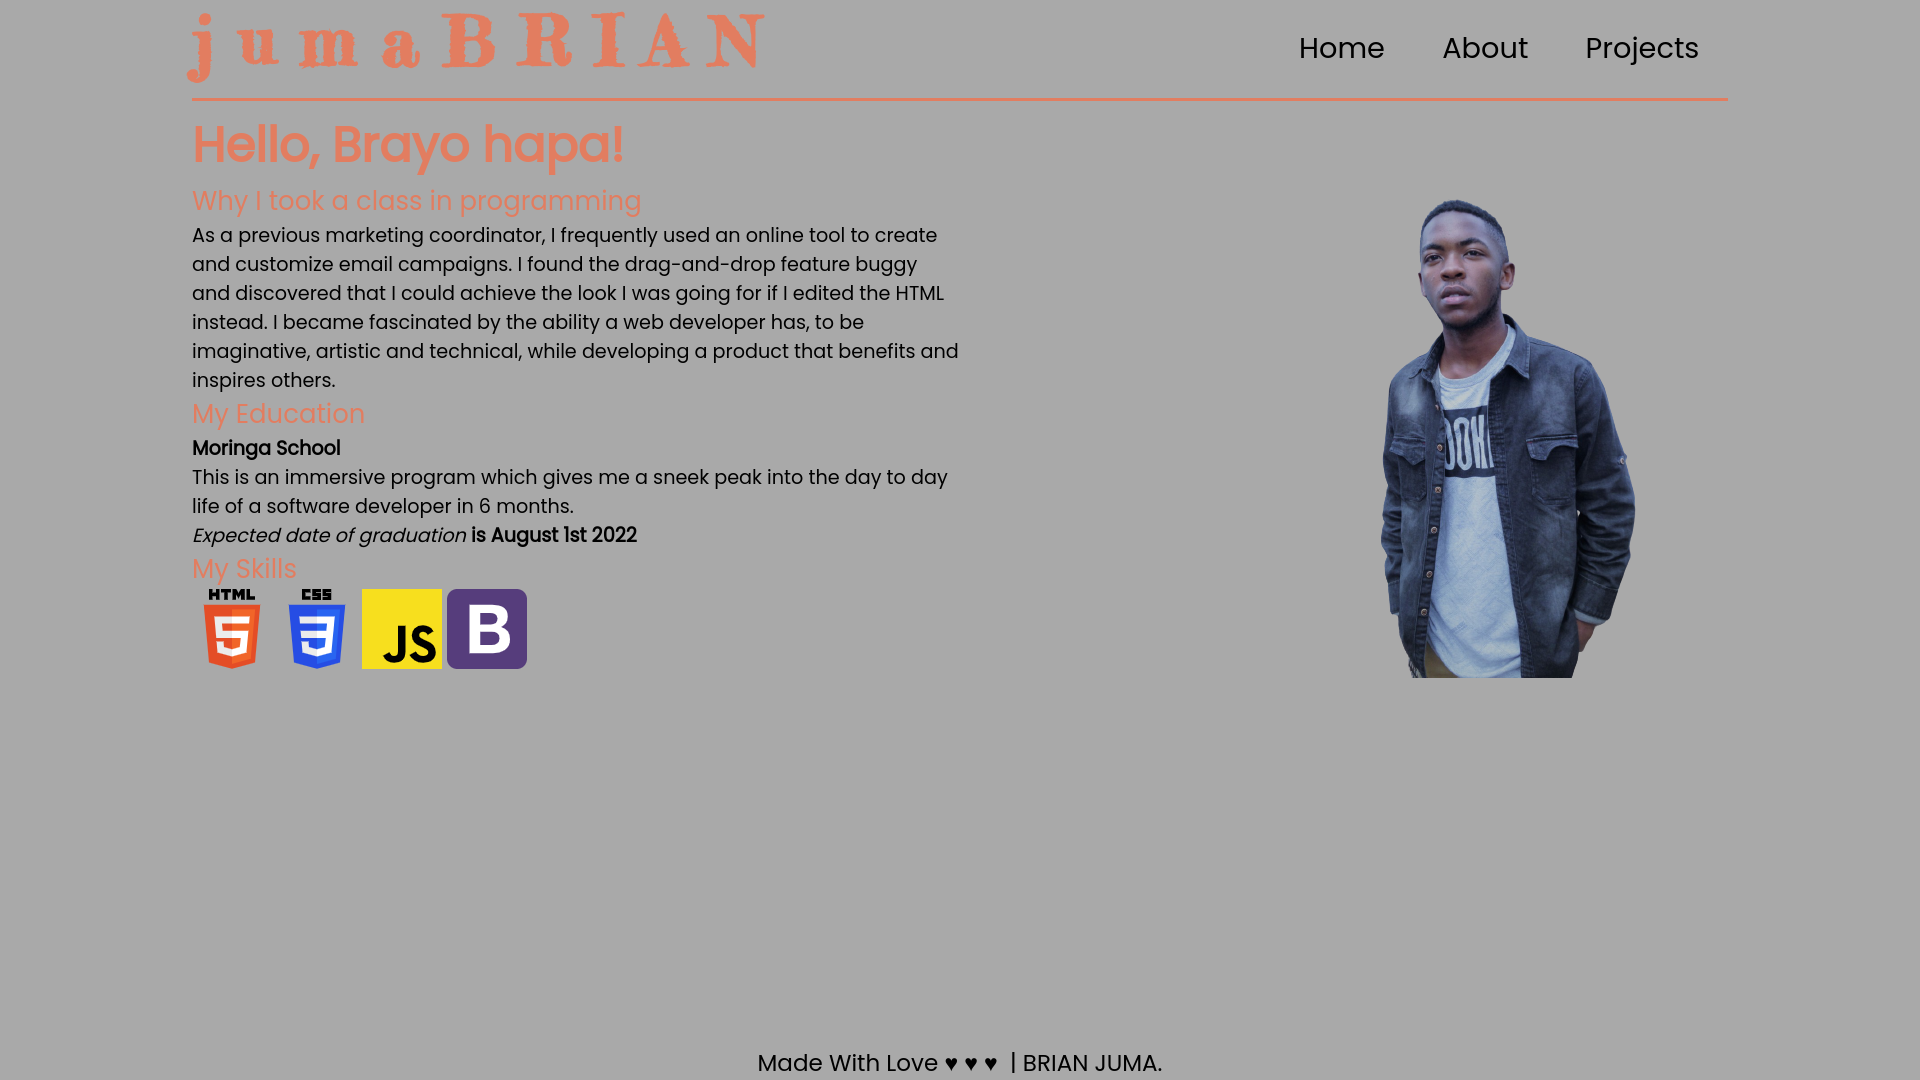 jumaBRIAN
Home About Projects
Hello, Brayo hapa!
Why I took a class in programming
As a previous marketing coordinator, I frequently used an online tool to create
and customize email campaigns. I found the drag-and-drop feature buggy
and discovered that I could achieve the look I was going for if I edited the HTML
instead. I became fascinated by the ability a web developer has, to be
imaginative, artistic and technical, while developing a product that benefits and
inspires others.
My Education
Moringa School
This is an immersive program which gives me a sneek peak into the day to day
life of a software developer in 6 months.
Expected date of graduation is August 1st 2022
My Skills
HTML 5 CSS 3 JS B
Made With Love ♥ ♥ ♥ | BRIAN JUMA.